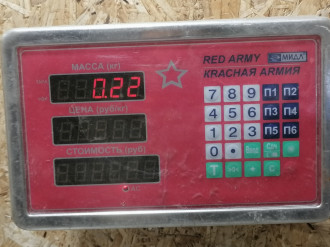 МАССА (кг)
0.22
ЦЕНА (руб/кг)
СТОИМОСТЬ (руб)
RED ARMY
МИДЛ
КРАСНАЯ АРМИЯ
7 8 9 П1 П2
4 5 6 П3 П4
1 2 3 П5 П6
0
T C